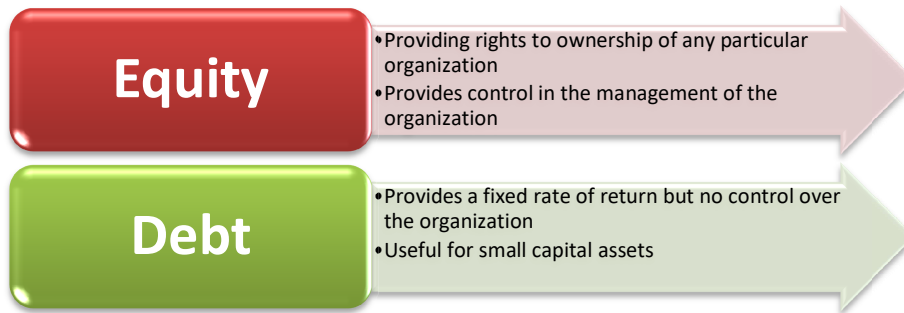 Equity
•Providing rights to ownership of any particular
organization
•Provides control in the management of the
organization
Debt
•Provides a fixed rate of return but no control over
the organization
•Useful for small capital assets